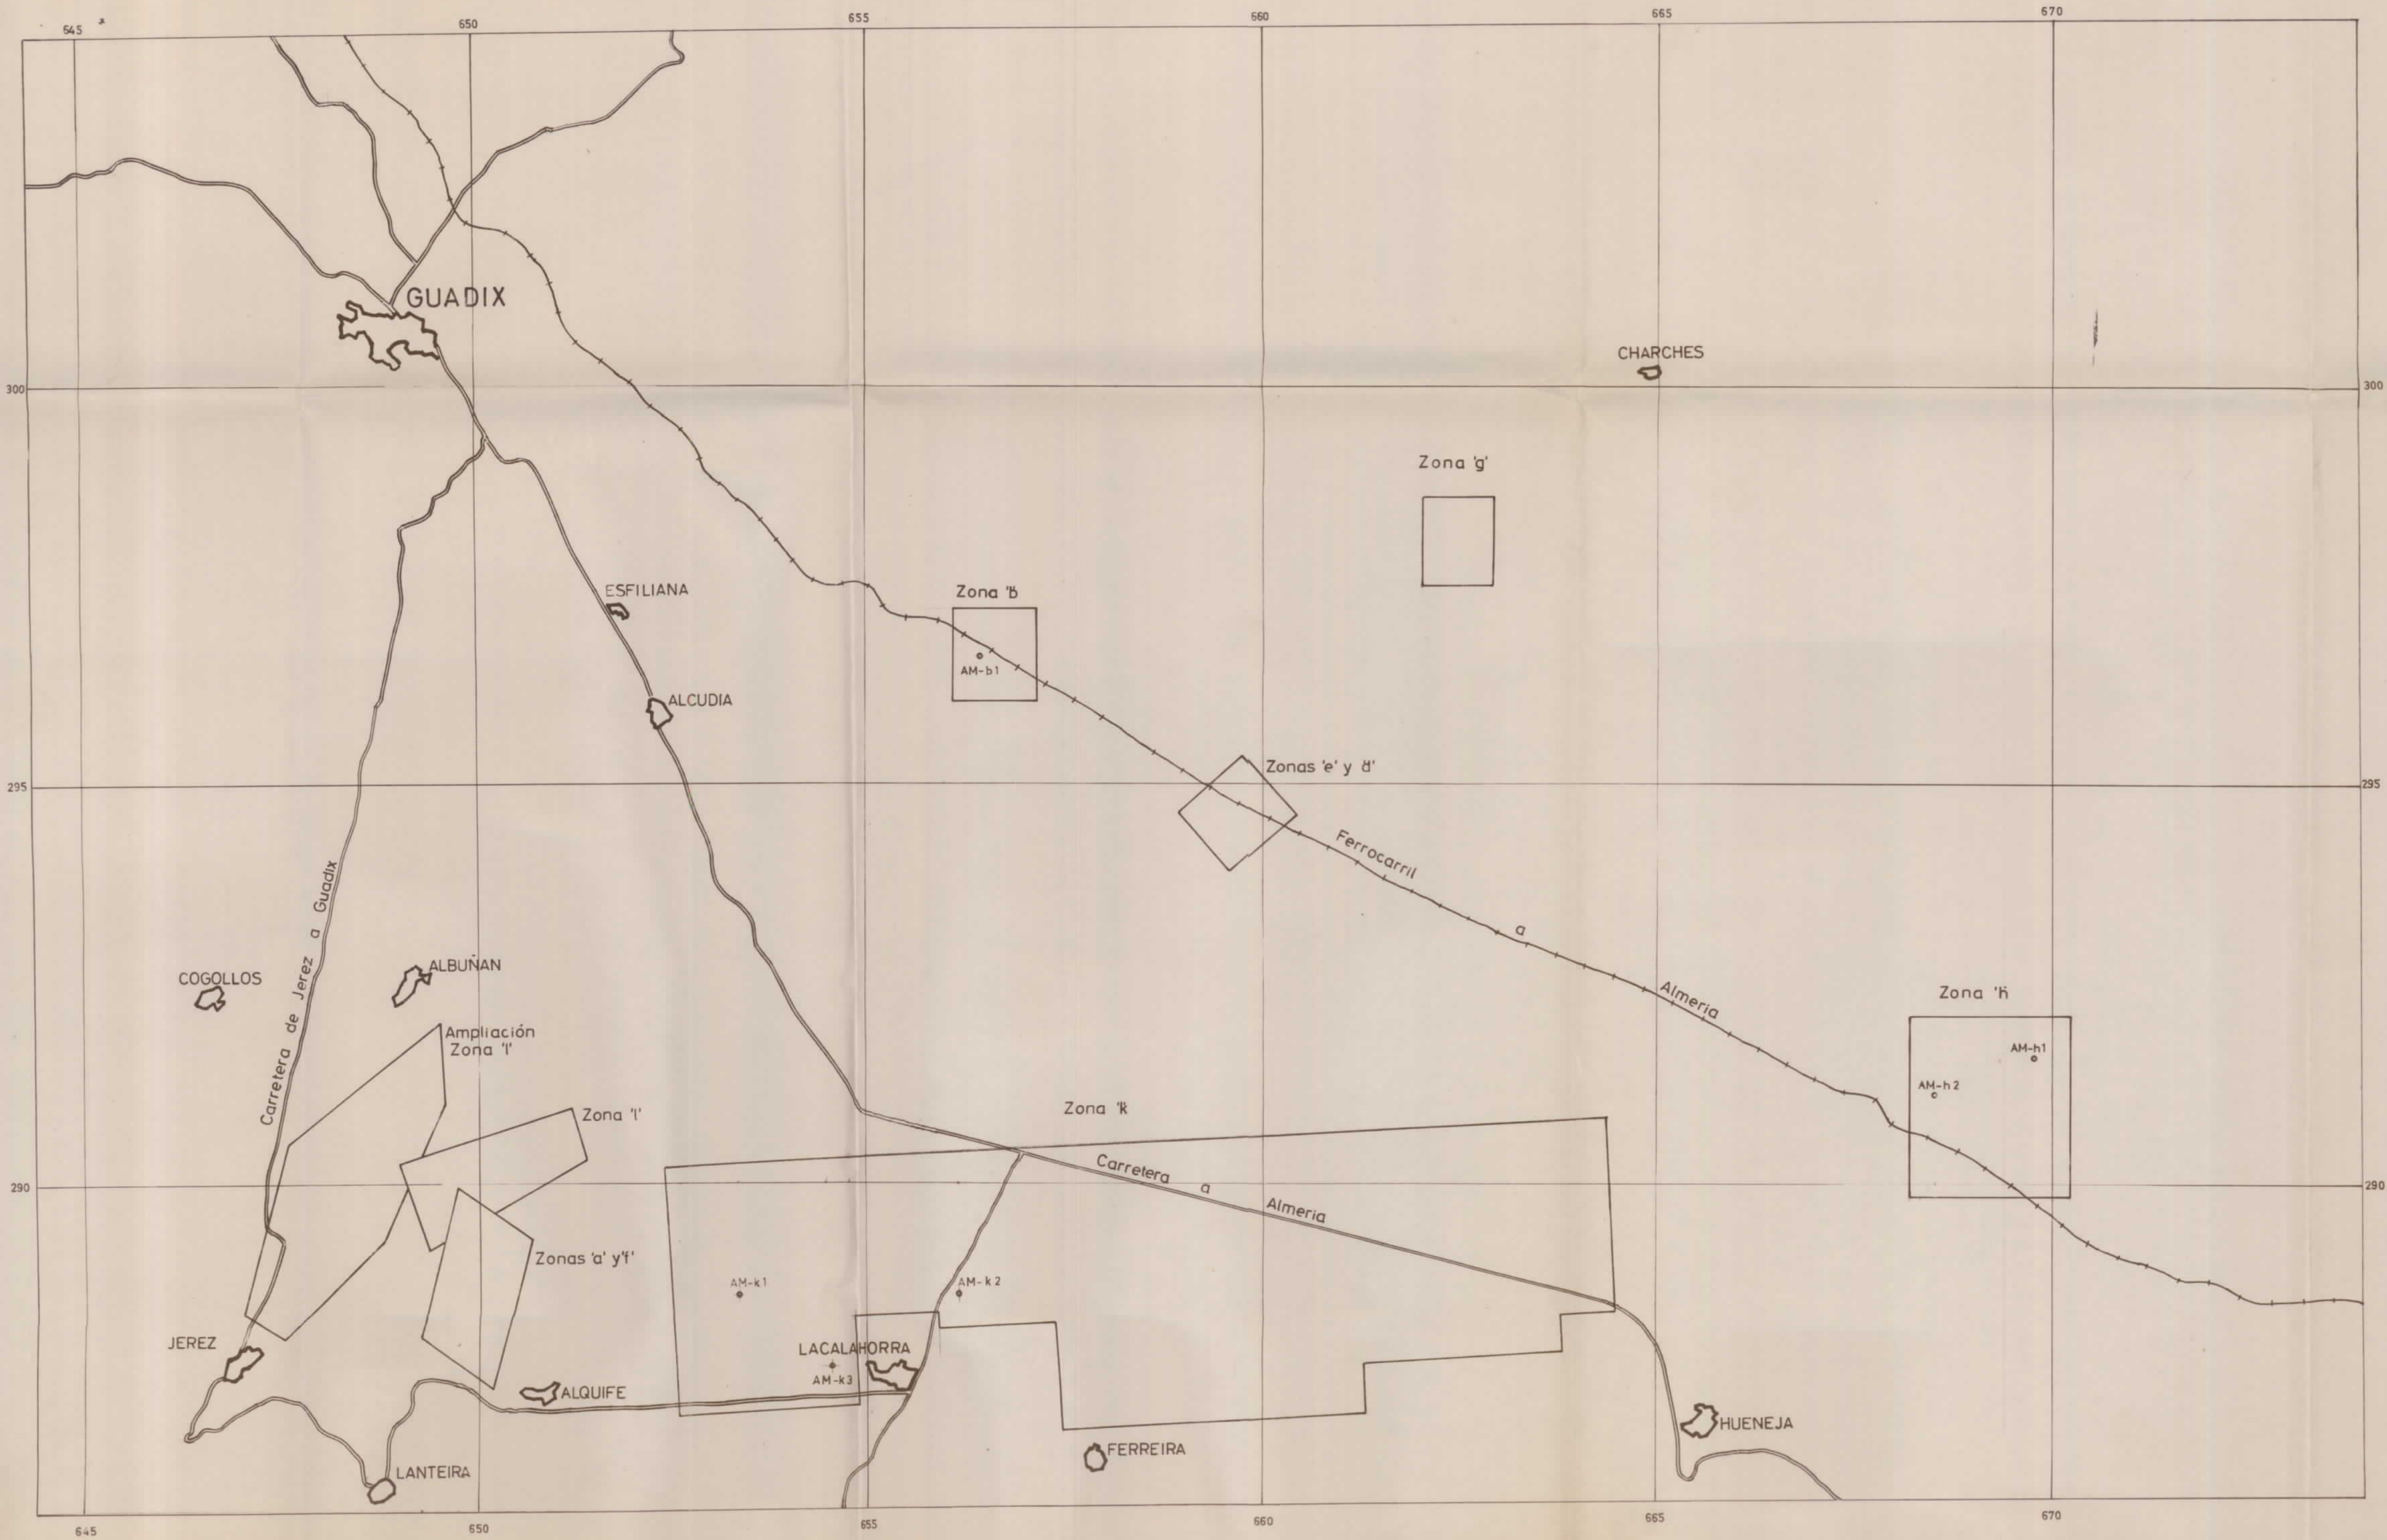 645
650
655
660
665
670
GUADIX
CHARCHES
300
300
Zona 'g'
ESFILIANA
Zona 'b'
AM-b1
ALCUDIA
Zonas 'e' y 'd'
295
295
Ferrocarril a Almeria
Carretera de Jerez a Guadix
COGOLLOS
ALBUÑAN
Zona 'h'
Ampliación
Zona 'l'
AM-h1
AM-h2
Zona 'l'
Zona 'k'
Carretera a Almeria
290
290
Zonas 'a' y 'f'
AM-k1
AM-k2
JEREZ
LACALAHORRA
AM-k3
ALQUIFE
HUENEJA
FERREIRA
LANTEIRA
645
650
655
660
665
670